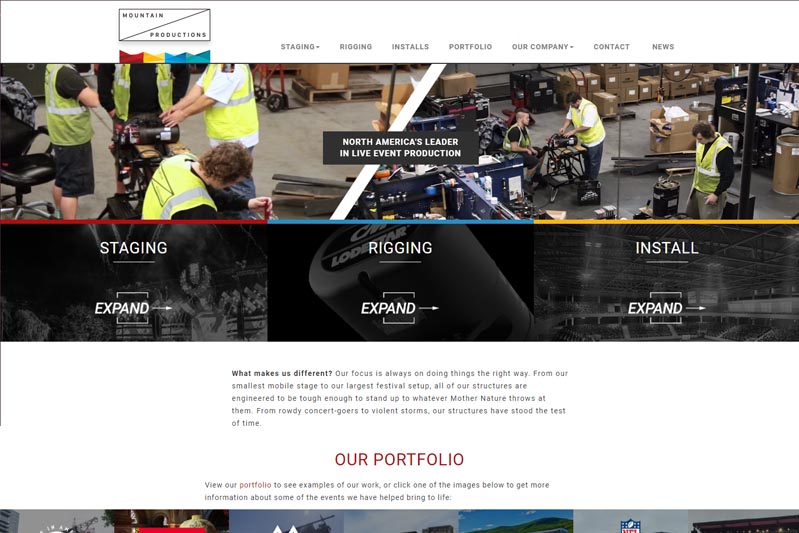 MOUNTAIN
PRODUCTIONS
STAGING RIGGING INSTALLS PORTFOLIO OUR COMPANY CONTACT NEWS
NORTH AMERICA'S LEADER
IN LIVE EVENT PRODUCTION
STAGING RIGGING INSTALL
LODESTAR
EXPAND EXPAND EXPAND
What makes us different? Our focus is always on doing things the right way. From our
smallest mobile stage to our largest festival setup, all of our structures are
engineered to be tough enough to stand up to whatever Mother Nature throws at
them. From rowdy concert-goers to violent storms, our structures have stood the test
of time.
OUR PORTFOLIO
View our portfolio to see examples of our work, or click one of the images below to get more
information about some of the events we have helped bring to life:
NFL